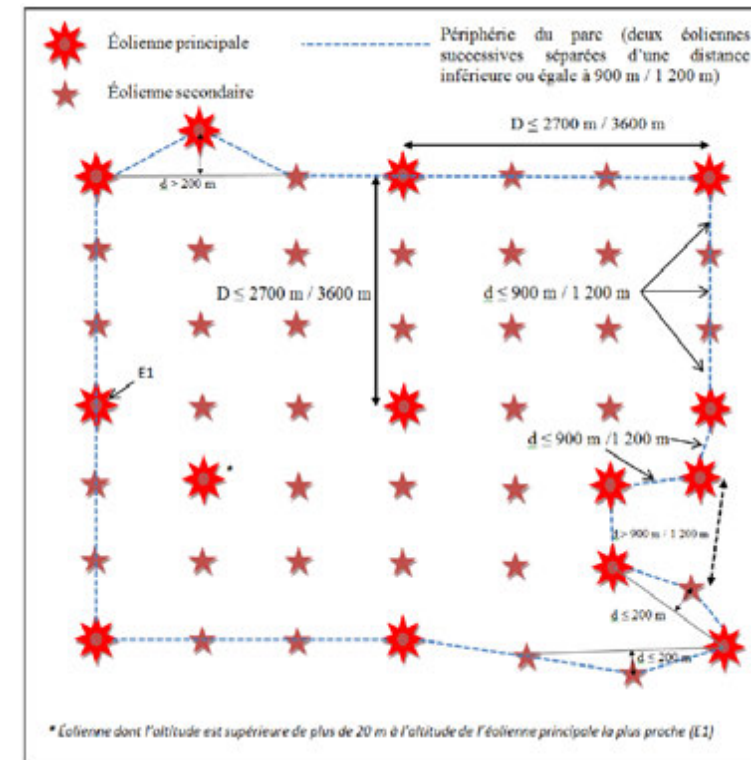 Éolienne principale
Périphérie du parc (deux éoliennes
successives séparées d'une distance
inférieure ou égale à 900 m / 1 200 m)
Éolienne secondaire
D ≤ 2700 m / 3600 m
d > 200 m
D ≤ 2700 m / 3600 m
d ≤ 900 m / 1 200 m
E1
d ≤ 900 m /1 200 m
*
d > 900 m / 1 200 m
d ≤ 200 m
d ≤ 200 m
* Éolienne dont l'altitude est supérieure de plus de 20 m à l'altitude de l'éolienne principale la plus proche (E1)